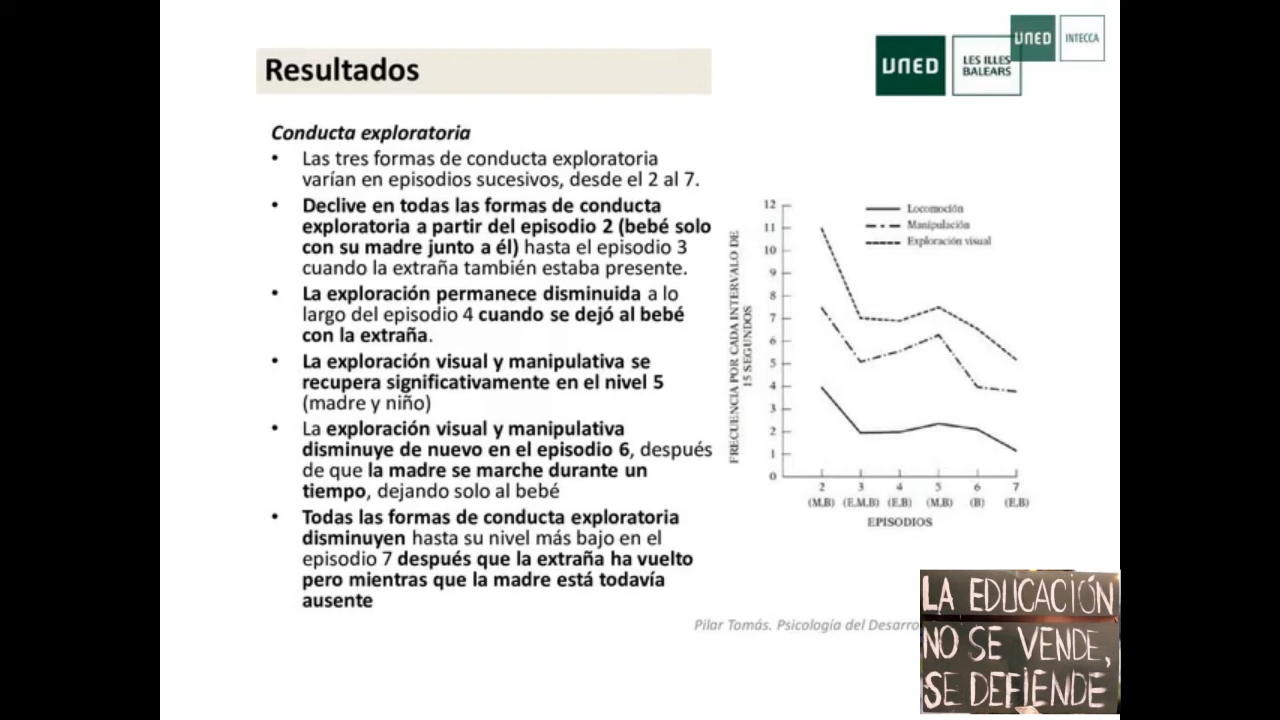 Resultados
UNED
LES ILLES
BALEARS
UNED
INTECCA
Conducta exploratoria
• Las tres formas de conducta exploratoria
varían en episodios sucesivos, desde el 2 al 7.
• Declive en todas las formas de conducta
exploratoria a partir del episodio 2 (bebé solo
con su madre junto a él) hasta el episodio 3
cuando la extraña también estaba presente.
• La exploración permanece disminuida a lo
largo del episodio 4 cuando se dejó al bebé
con la extraña.
• La exploración visual y manipulativa se
recupera significativamente en el nivel 5
(madre y niño)
• La exploración visual y manipulativa
disminuye de nuevo en el episodio 6, después
de que la madre se marche durante un
tiempo, dejando solo al bebé
• Todas las formas de conducta exploratoria
disminuyen hasta su nivel más bajo en el
episodio 7 después que la extraña ha vuelto
pero mientras que la madre está todavía
ausente
FRECUENCIA POR CADA INTERVALO DE
15 SEGUNDOS
12
11
10
9
8
7
6
5
4
3
2
1
0
Locomoción
Manipulación
Exploración visual
2 3 4 5 6 7
(M,B) (E,M,B) (E,B) (M,B) (B) (E,B)
EPISODIOS
Pilar Tomás. Psicología del Desarro
LA EDUCACIÓN
NO SE VENDE,
SE DEFIENDE